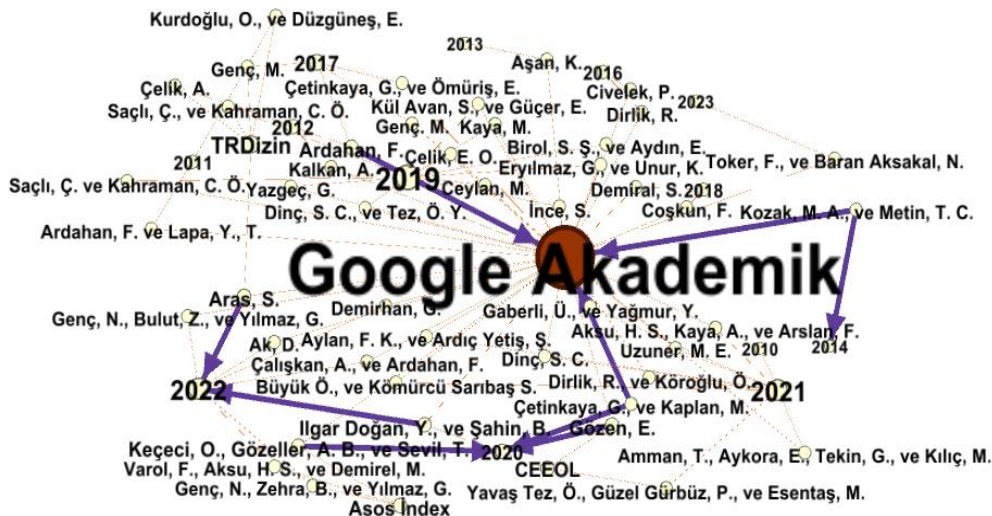 Kurdoğlu, O., ve Düzgüneş, E.
2013
Genç, M.
2017
Aşan, K.
2016
Çelik, A.
Çetinkaya, G., ve Ömüriş, E.
Civelek, P.
2023
Saçlı, Ç., ve Kahraman, C. Ö.
Kül Avan, S., ve Güçer, E.
Dirlik, R.
2012
Genç. M.
Kaya, M.
TRDizin
Ardahan, F.
Çelik, E. O.
Birol, S. Ş., ve Aydın, E.
2011
Kalkan, A.
Eryılmaz, G., ve Unur, K.
Toker, F., ve Baran Aksakal, N.
Saçlı, Ç. ve Kahraman, C. Ö.
Yazgeç, G.
2019
Ceylan, M.
Demiral, S.
2018
Dinç, S. C., ve Tez, Ö. Y.
İnce, S.
Coşkun, F.
Kozak, M. A., ve Metin, T. C.
Ardahan, F. ve Lapa, Y., T.
Google Akademik
Aras, S.
Demirhan, G.
Gaberli, Ü., ve Yağmur, Y.
Genç, N., Bulut, Z., ve Yılmaz, G.
Aksu, H. S., Kaya, A., ve Arslan, F.
Ak, D.
Aylan, F. K., ve Ardıç Yetiş, Ş.
Uzuner, M. E.
2010
2014
Çalışkan, A., ve Ardahan, F.
Dinç, S. C.
2022
Büyük Ö., ve Kömürcü Sarıbaş S.
Dirlik, R., ve Köroğlu, Ö.
2021
Çetinkaya, G., ve Kaplan, M.
Ilgar Doğan, Y., ve Şahin, B.
Gözen, E.
Keçeci, O., Gözeller, A. B., ve Sevil, T.
2020
Amman, T., Aykora, E., Tekin, G., ve Kılıç, M.
Varol, F., Aksu, H. S., ve Demirel, M.
CEEOL
Genç, N., Zehra, B., ve Yılmaz, G.
Yavaş Tez, Ö., Güzel Gürbüz, P., ve Esentaş, M.
Asos İndex